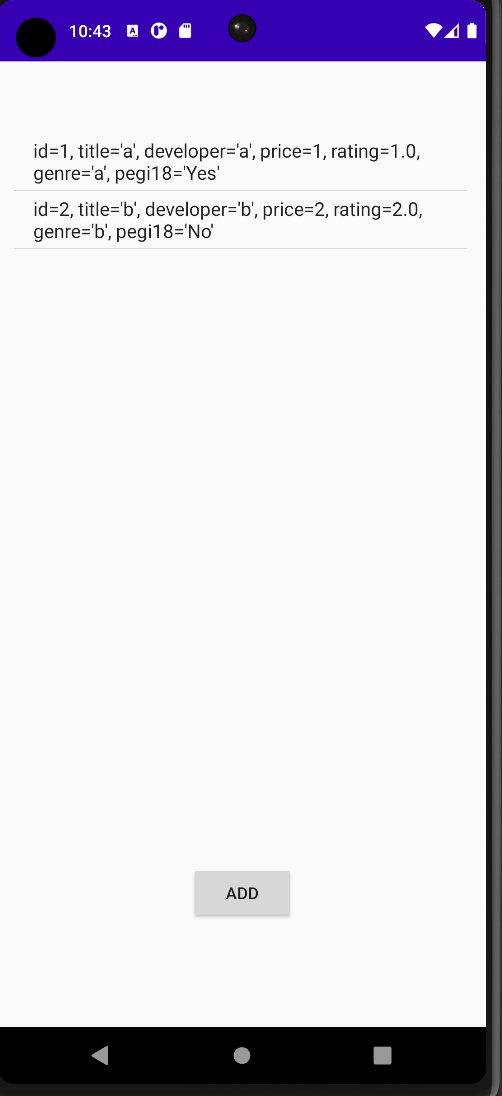 10:43
id=1, title='a', developer='a', price=1, rating=1.0,
genre='a', pegi18='Yes'
id=2, title='b', developer='b', price=2, rating=2.0,
genre='b', pegi18='No'
ADD